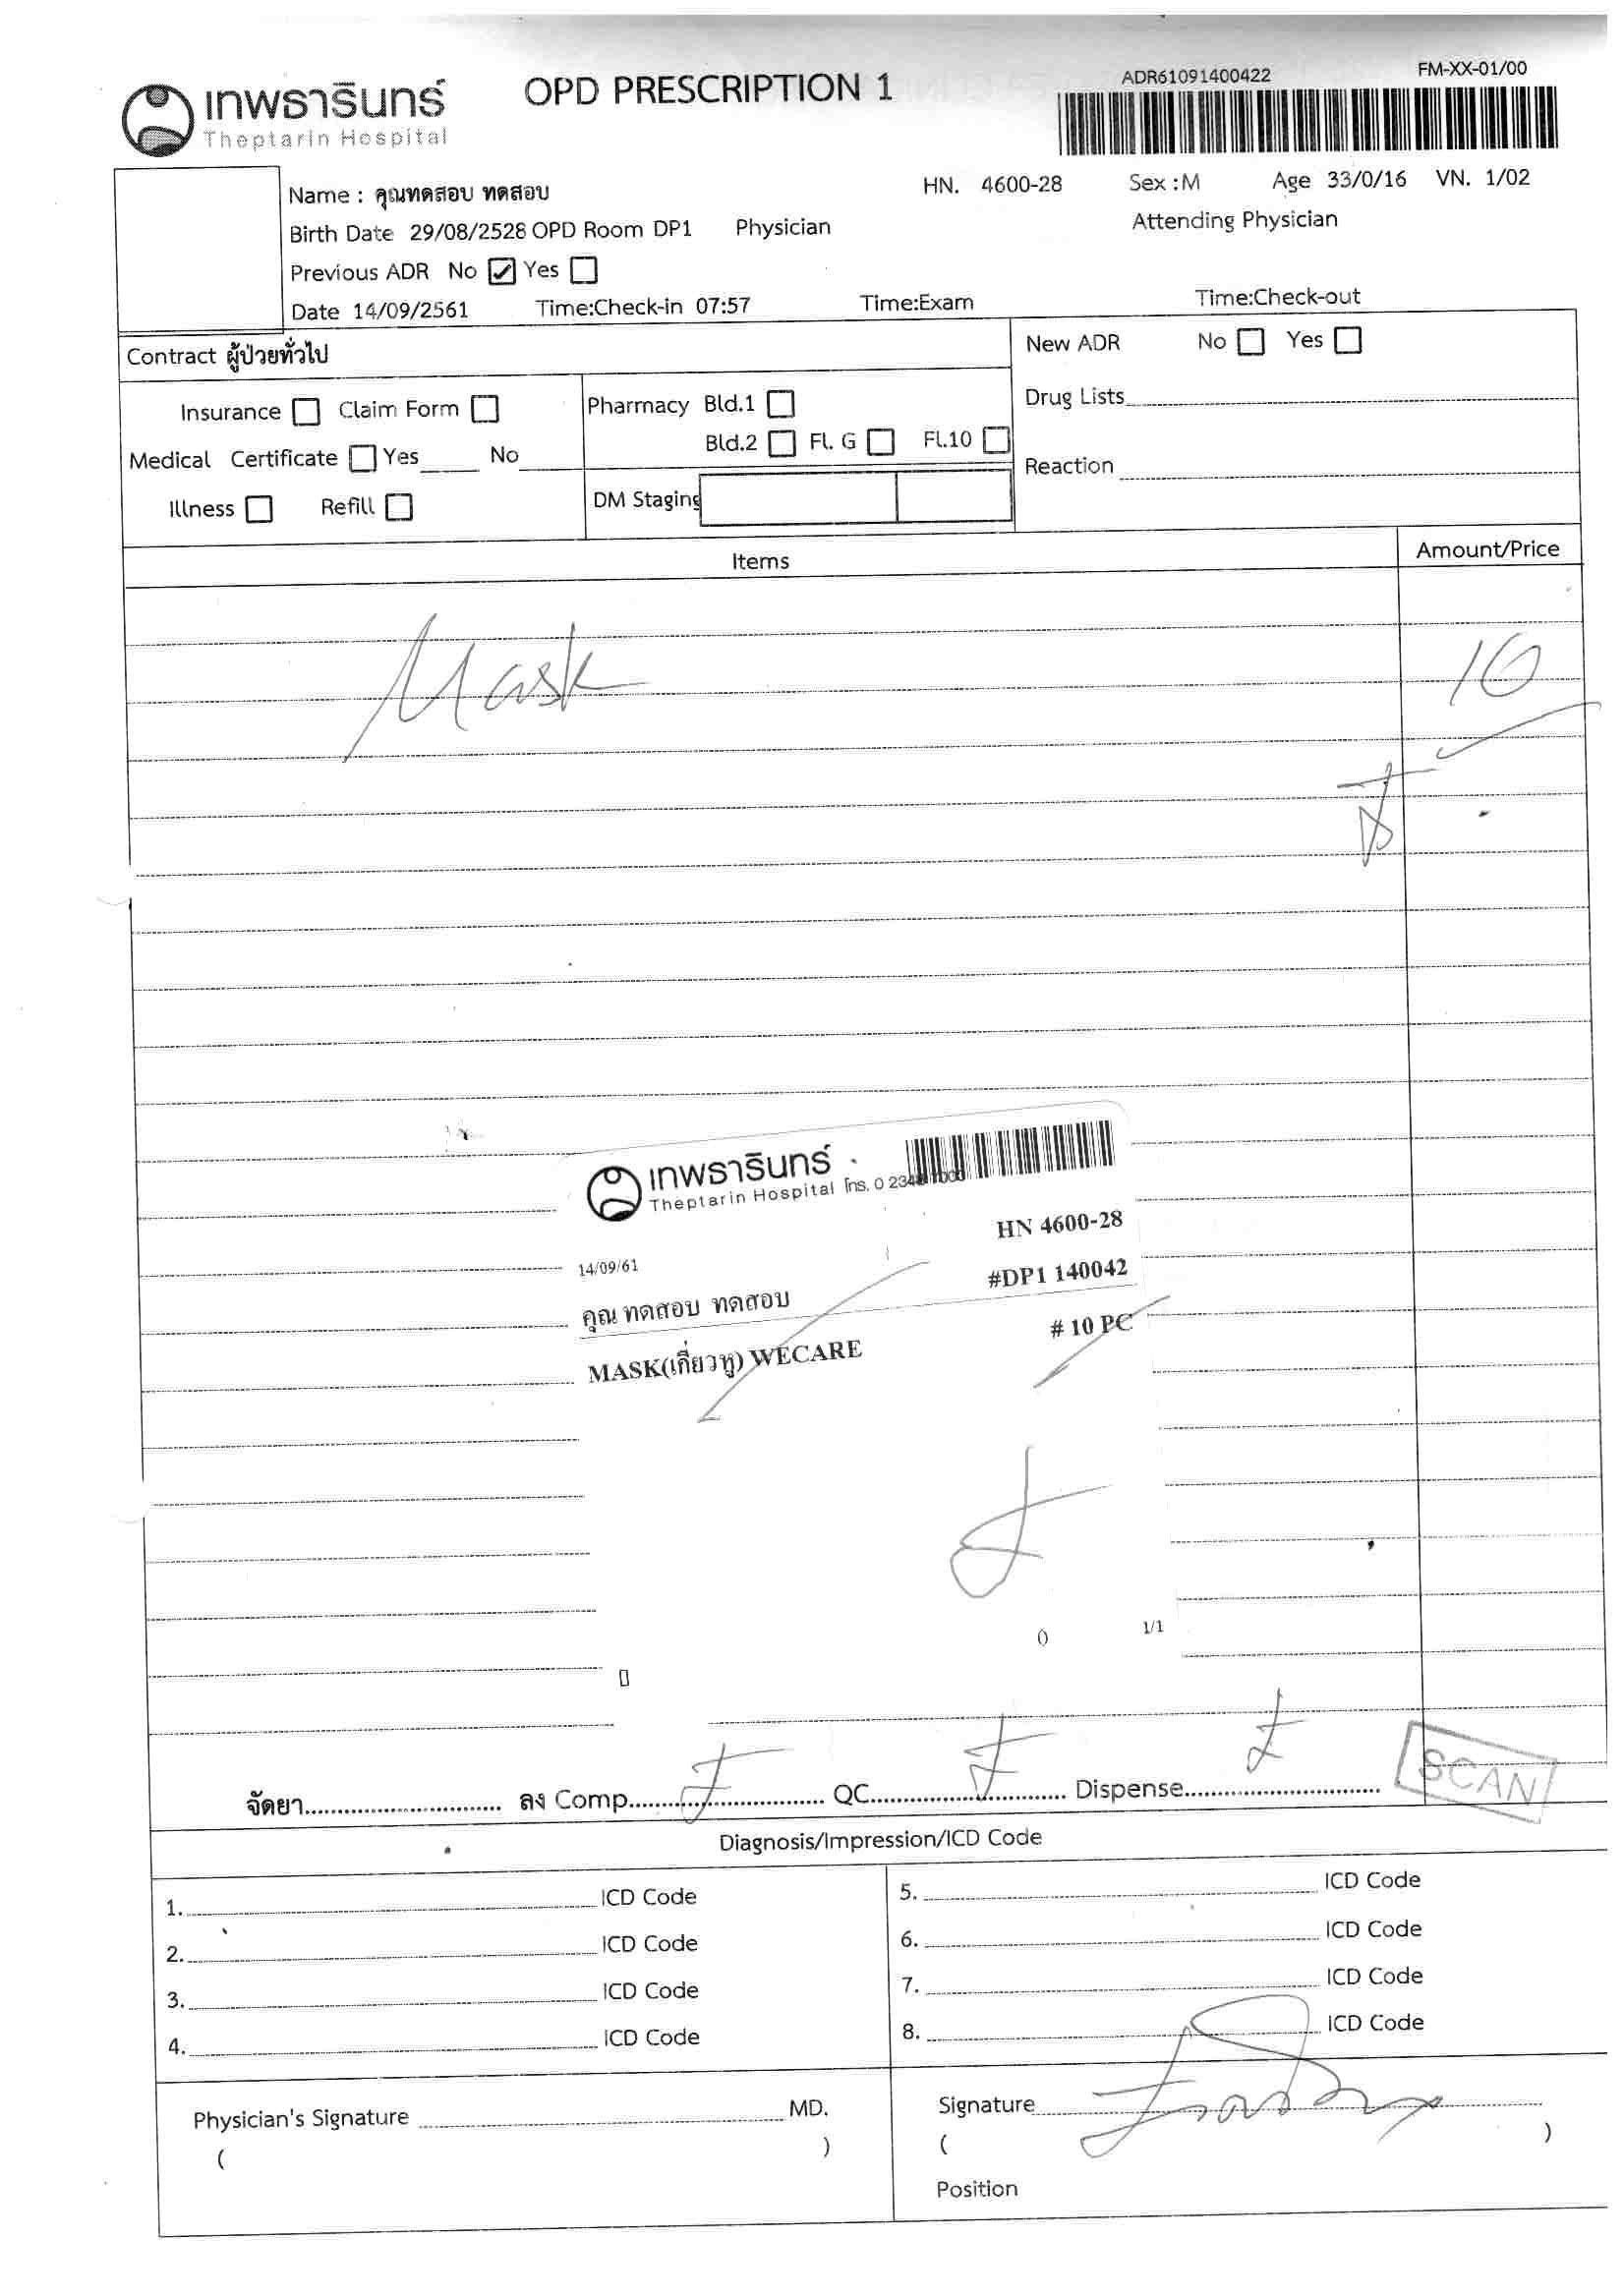 เทพธารินทร์
Theptarin Hospital
OPD PRESCRIPTION 1
ADR61091400422
FM-XX-01/00
Name : คุณทดสอบ ทดสอบ HN. 4600-28 Sex :M Age 33/0/16 VN. 1/02
Birth Date 29/08/2528 OPD Room DP1 Physician Attending Physician
Previous ADR No ☑ Yes ☐
Date 14/09/2561 Time:Check-in 07:57 Time:Exam Time:Check-out
Contract ผู้ป่วยทั่วไป
New ADR No ☐ Yes ☐
Insurance ☐ Claim Form ☐
Pharmacy Bld.1 ☐
Drug Lists
Medical Certificate ☐ Yes____ No____
Bld.2 ☐ Fl. G ☐ Fl.10 ☐
Reaction
Illness ☐ Refill ☐
DM Staging
Items Amount/Price
Mask 10
เทพธารินทร์
Theptarin Hospital โทร. 0 2348 7000
HN 4600-28
14/09/61 #DP1 140042
คุณ ทดสอบ ทดสอบ
MASK(เกี่ยวหู) WECARE # 10 PC
() 1/1
จัดยา.............................. ลง Comp.............................. QC.............................. Dispense..............................
SCAN
Diagnosis/Impression/ICD Code
1. ICD Code 5. ICD Code
2. ICD Code 6. ICD Code
3. ICD Code 7. ICD Code
4. ICD Code 8. ICD Code
Physician's Signature MD. Signature
( ) ( )
Position